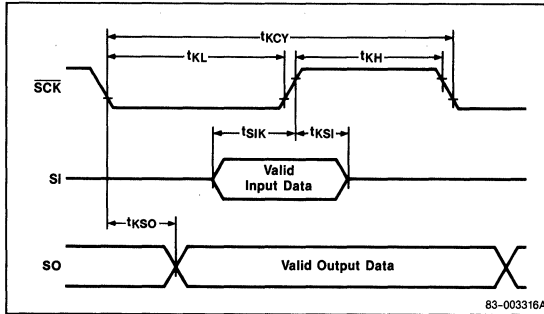 tKCY
tKL
tKH
SCK
tSIK
tKSI
SI
Valid
Input Data
tKSO
SO
Valid Output Data
83-003316A